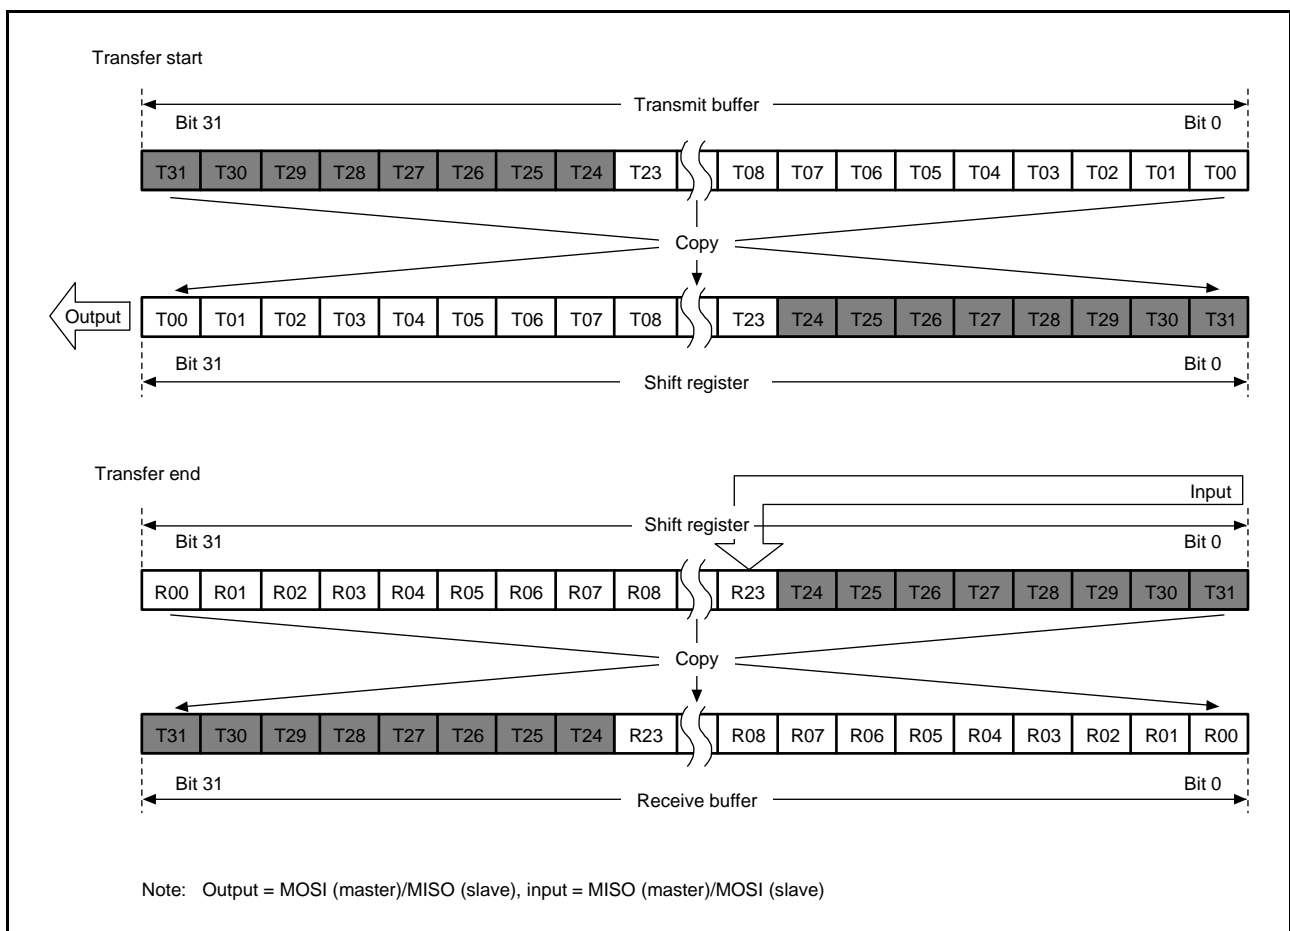 Transfer start
Transmit buffer
Bit 31 Bit 0
T31 T30 T29 T28 T27 T26 T25 T24 T23 T08 T07 T06 T05 T04 T03 T02 T01 T00
Copy
Output T00 T01 T02 T03 T04 T05 T06 T07 T08 T23 T24 T25 T26 T27 T28 T29 T30 T31
Bit 31 Bit 0
Shift register
Transfer end
Input
Shift register
Bit 31 Bit 0
R00 R01 R02 R03 R04 R05 R06 R07 R08 R23 T24 T25 T26 T27 T28 T29 T30 T31
Copy
T31 T30 T29 T28 T27 T26 T25 T24 R23 R08 R07 R06 R05 R04 R03 R02 R01 R00
Bit 31 Bit 0
Receive buffer
Note: Output = MOSI (master)/MISO (slave), input = MISO (master)/MOSI (slave)